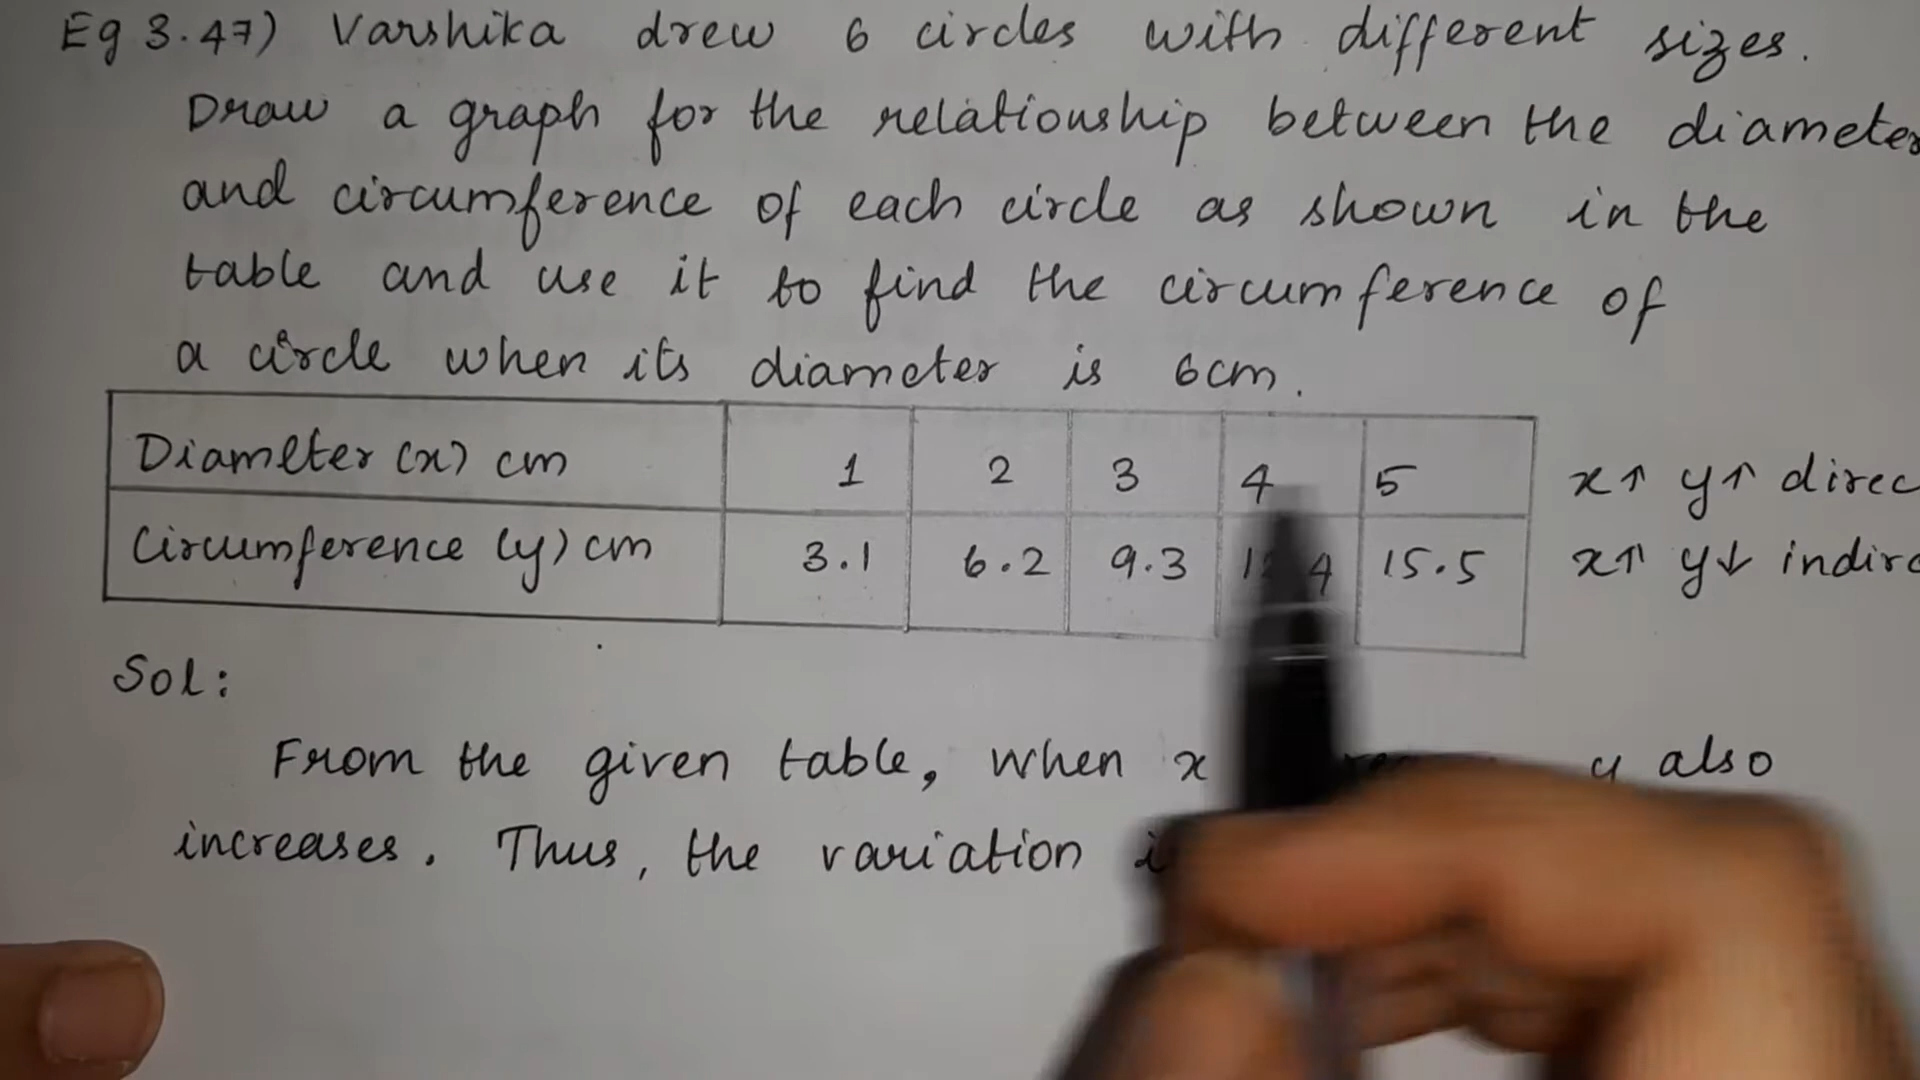 Eg 3.47) Varshika drew 6 circles with different sizes.
Draw a graph for the relationship between the diameter
and circumference of each circle as shown in the
table and use it to find the circumference of
a circle when its diameter is 6cm.
Diameter (x) cm 1 2 3 4 5 x↑ y↑ direc
Circumference (y) cm 3.1 6.2 9.3 15.5 x↑ y↓ indire
Sol:
From the given table, when x y also
increases. Thus, the variation